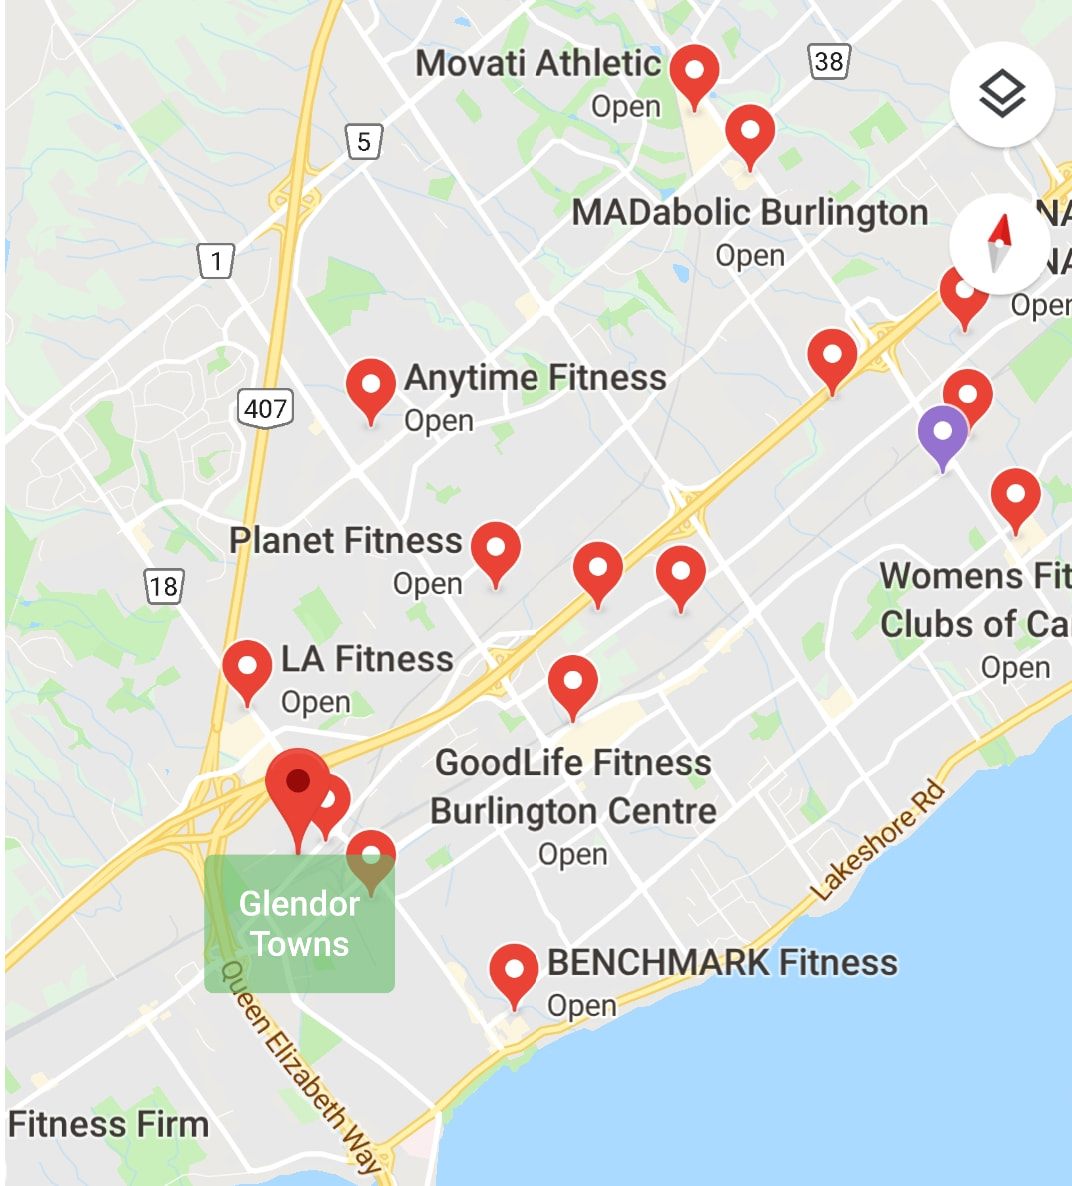 Movati Athletic
Open
38
5
MADabolic Burlington
Open
1
NA
NA
Open
Anytime Fitness
Open
407
Planet Fitness
Open
18
Womens Fit
Clubs of Ca
Open
LA Fitness
Open
GoodLife Fitness
Burlington Centre
Open
Lakeshore Rd
Glendor
Towns
BENCHMARK Fitness
Open
Queen Elizabeth Way
Fitness Firm